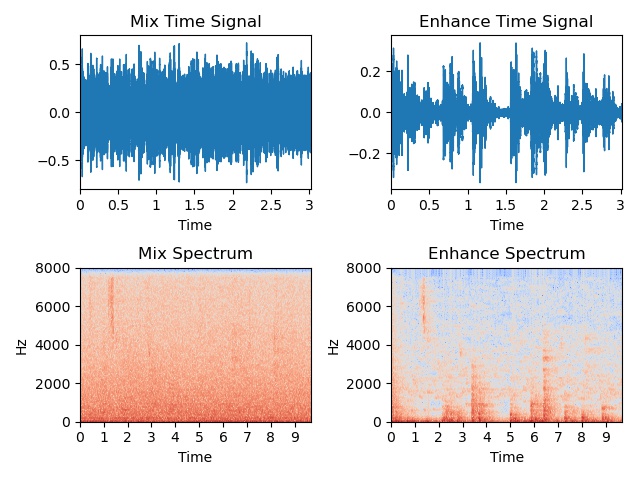 Mix Time Signal
0.5
0.0
−0.5
0 0.5 1 1.5 2 2.5 3
Time
Enhance Time Signal
0.2
0.0
−0.2
0 0.5 1 1.5 2 2.5 3
Time
Mix Spectrum
8000
6000
4000
2000
0
Hz
0 1 2 3 4 5 6 7 8 9
Time
Enhance Spectrum
8000
6000
4000
2000
0
Hz
0 1 2 3 4 5 6 7 8 9
Time